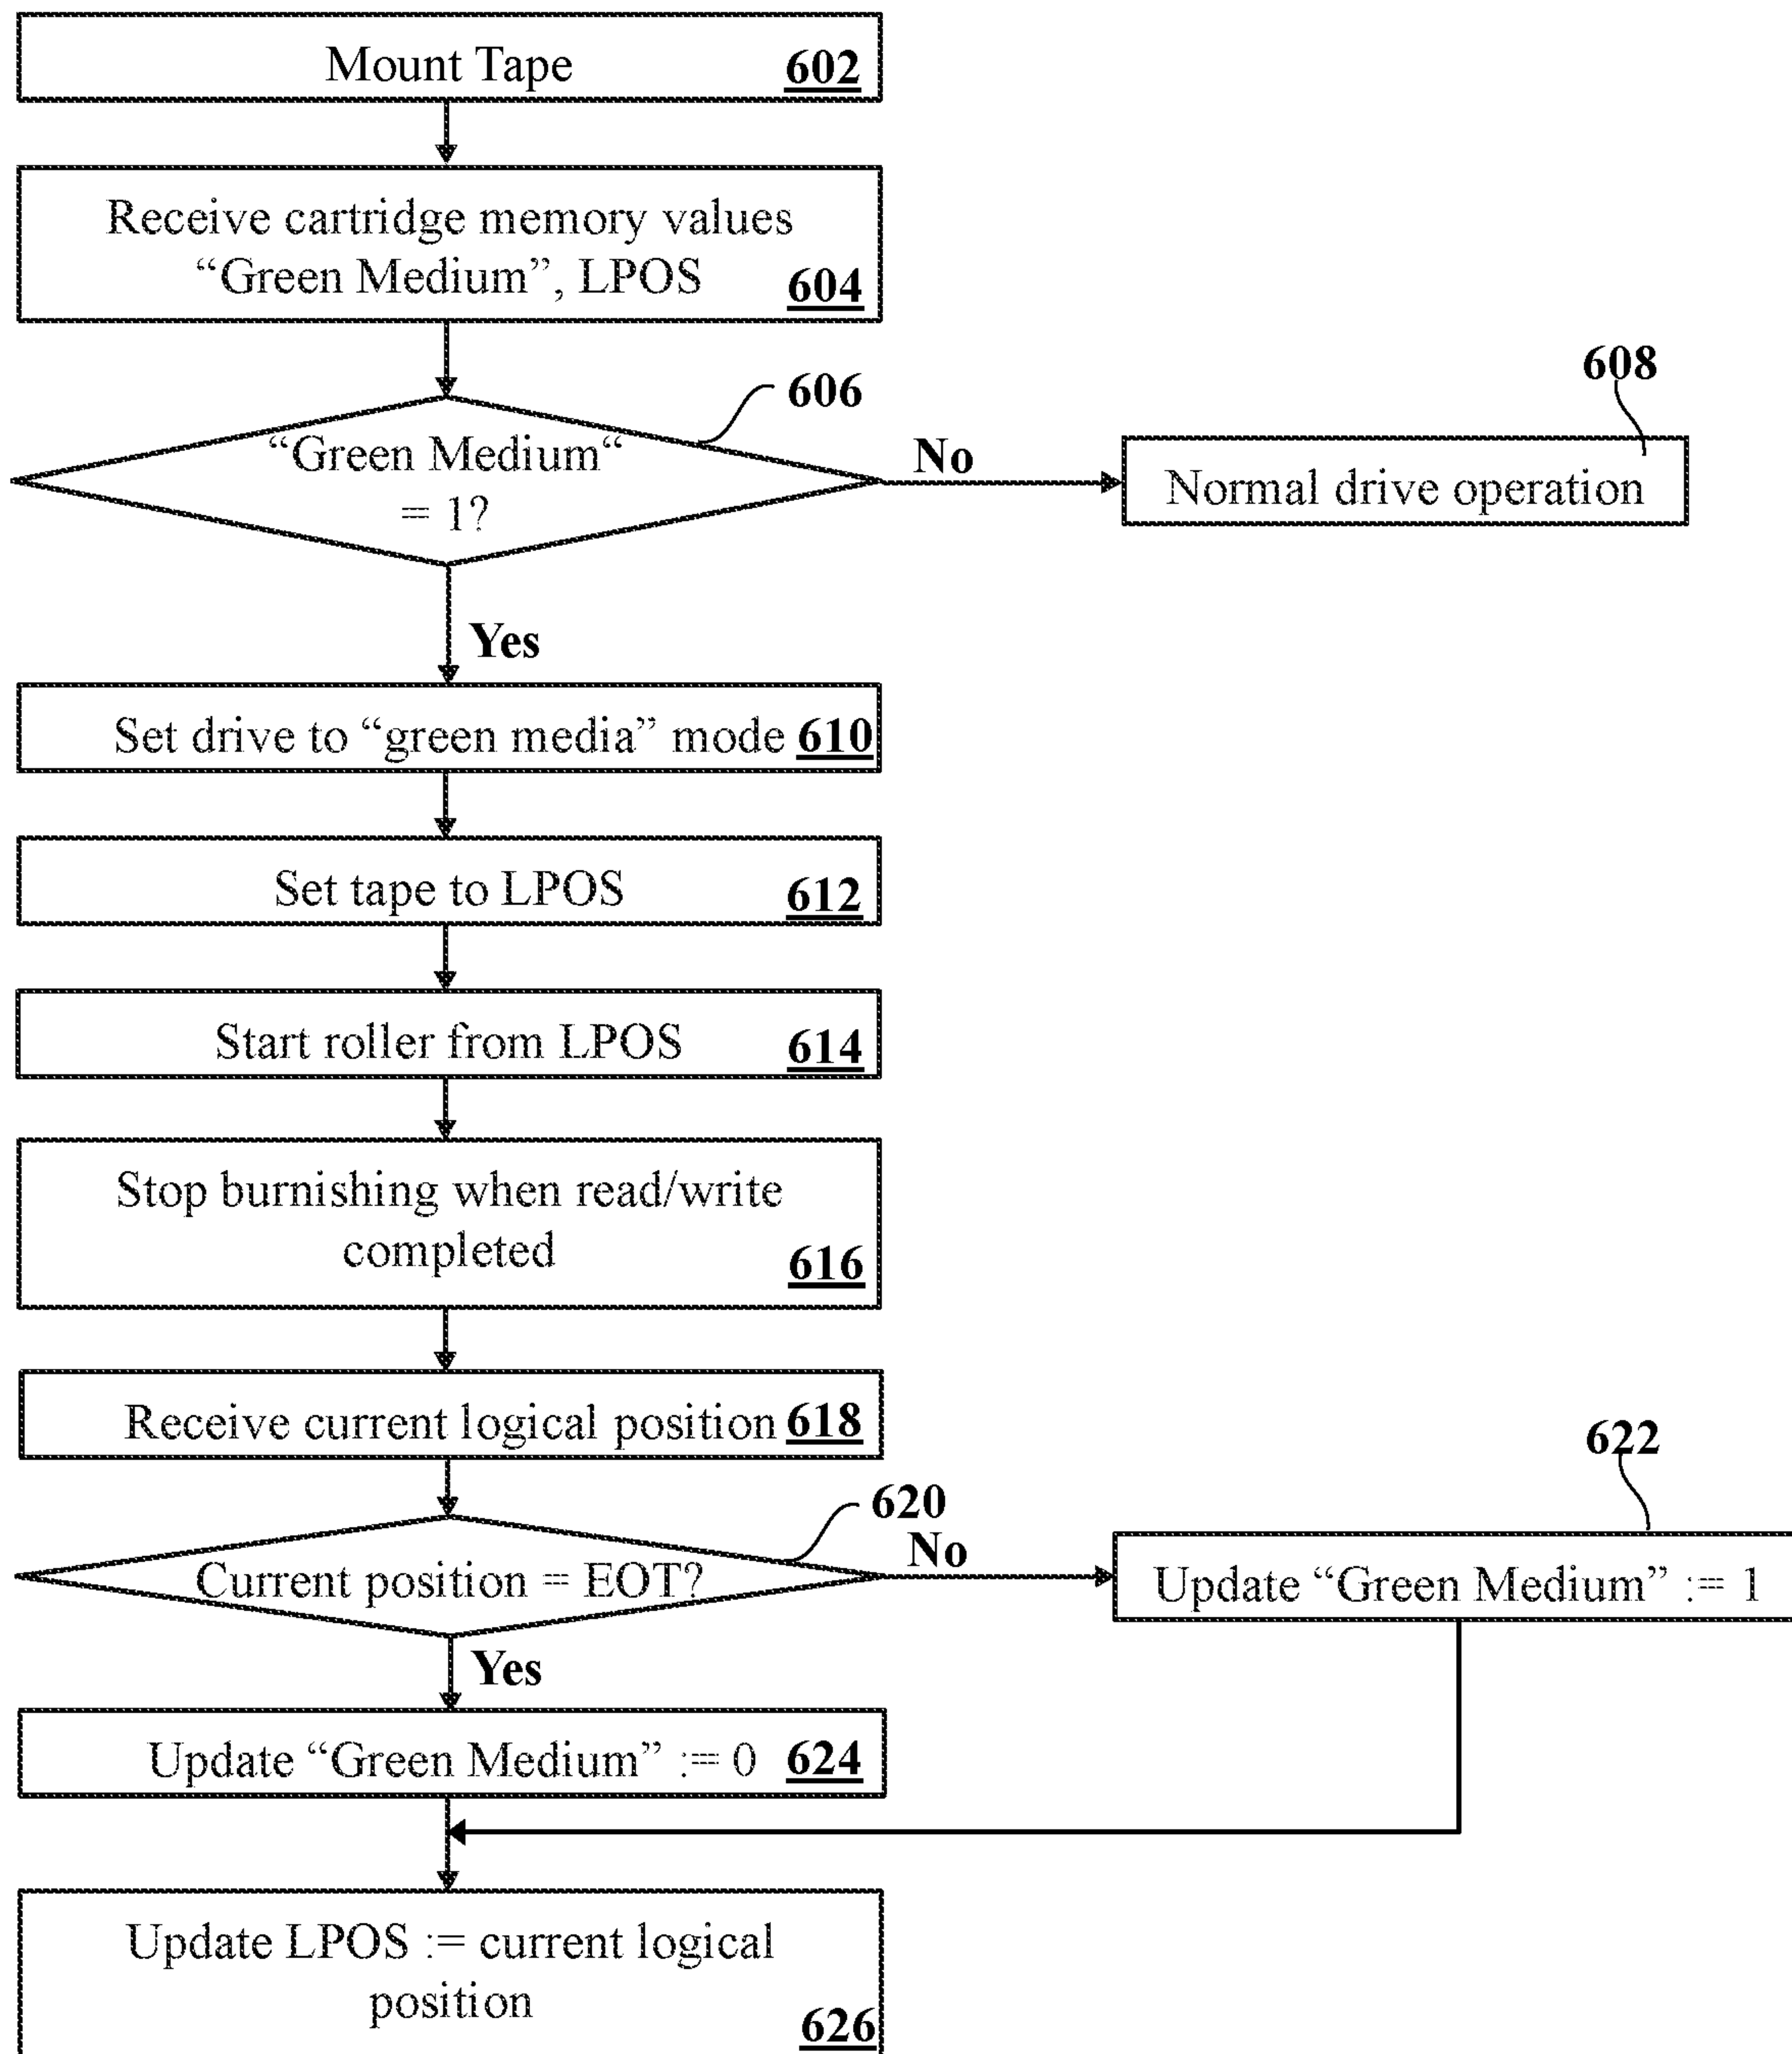 Mount Tape 602
Receive cartridge memory values
“Green Medium”, LPOS 604
606
608
“Green Medium“
= 1?
No
Normal drive operation
Yes
Set drive to “green media” mode 610
Set tape to LPOS 612
Start roller from LPOS 614
Stop burnishing when read/write
completed 616
Receive current logical position 618
620
622
Current position = EOT?
No
Update “Green Medium” := 1
Yes
Update “Green Medium” := 0 624
Update LPOS := current logical
position 626